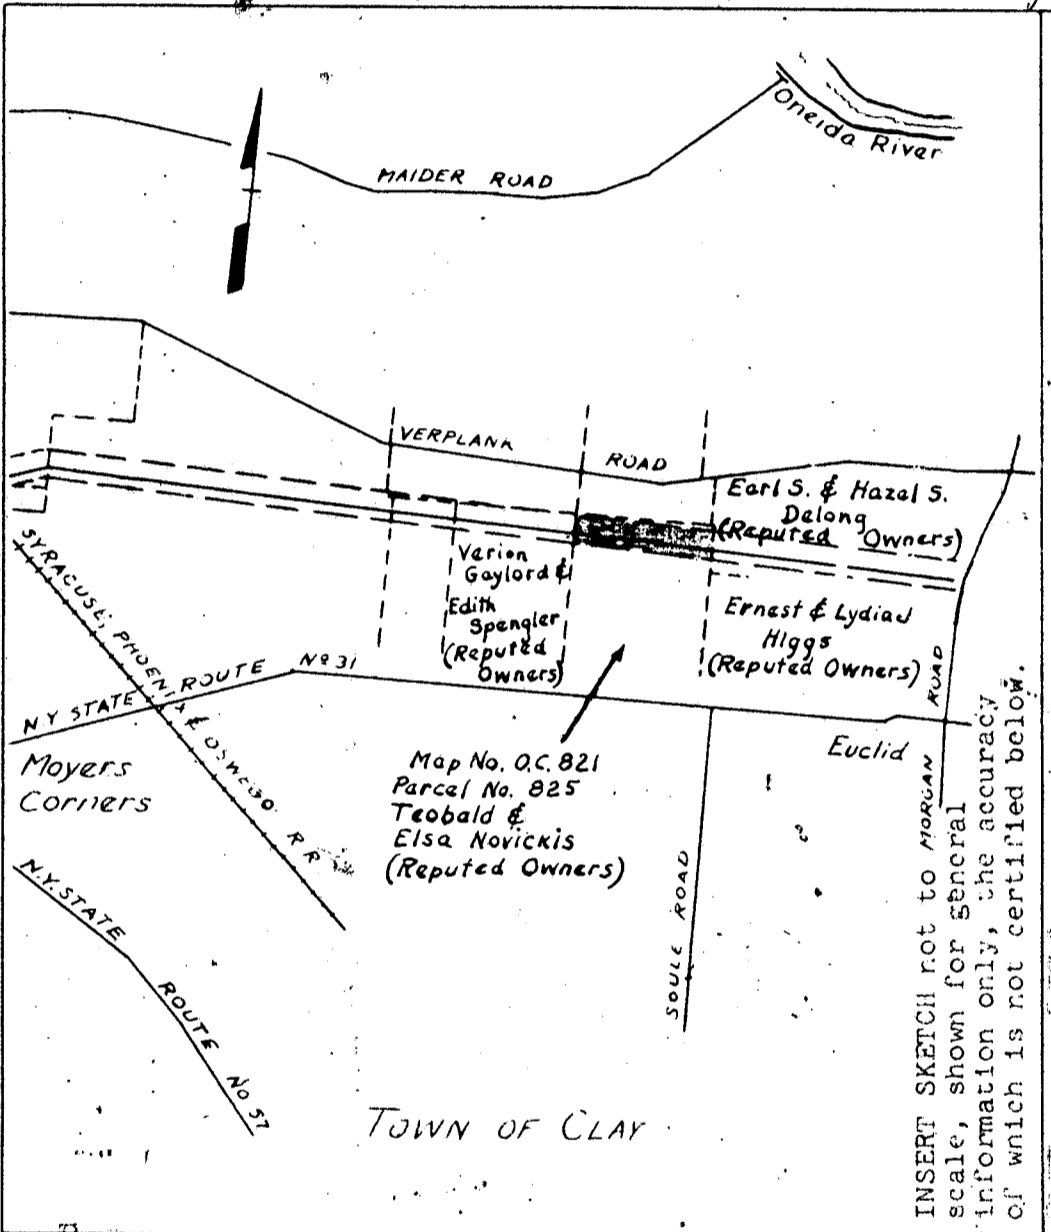 Oneida River
MAIDER ROAD
VERPLANK ROAD
Earl S. & Hazel S.
Delong
(Reputed Owners)
Verion
Gaylord &
Edith
Spengler
(Reputed
Owners)
Ernest & Lydia
Higgs
(Reputed Owners)
SYRACUSE, PHOENIX & OSWEGO R R
N Y STATE ROUTE No 31
Moyers
Corners
Map No. O.C. 821
Parcel No. 825
Teobald &
Elsa Novickis
(Reputed Owners)
Euclid
MORGAN ROAD
SOULE ROAD
N.Y. STATE ROUTE No 57
TOWN OF CLAY
INSERT SKETCH not to
scale, shown for general
information only, the accuracy
of which is not certified below.